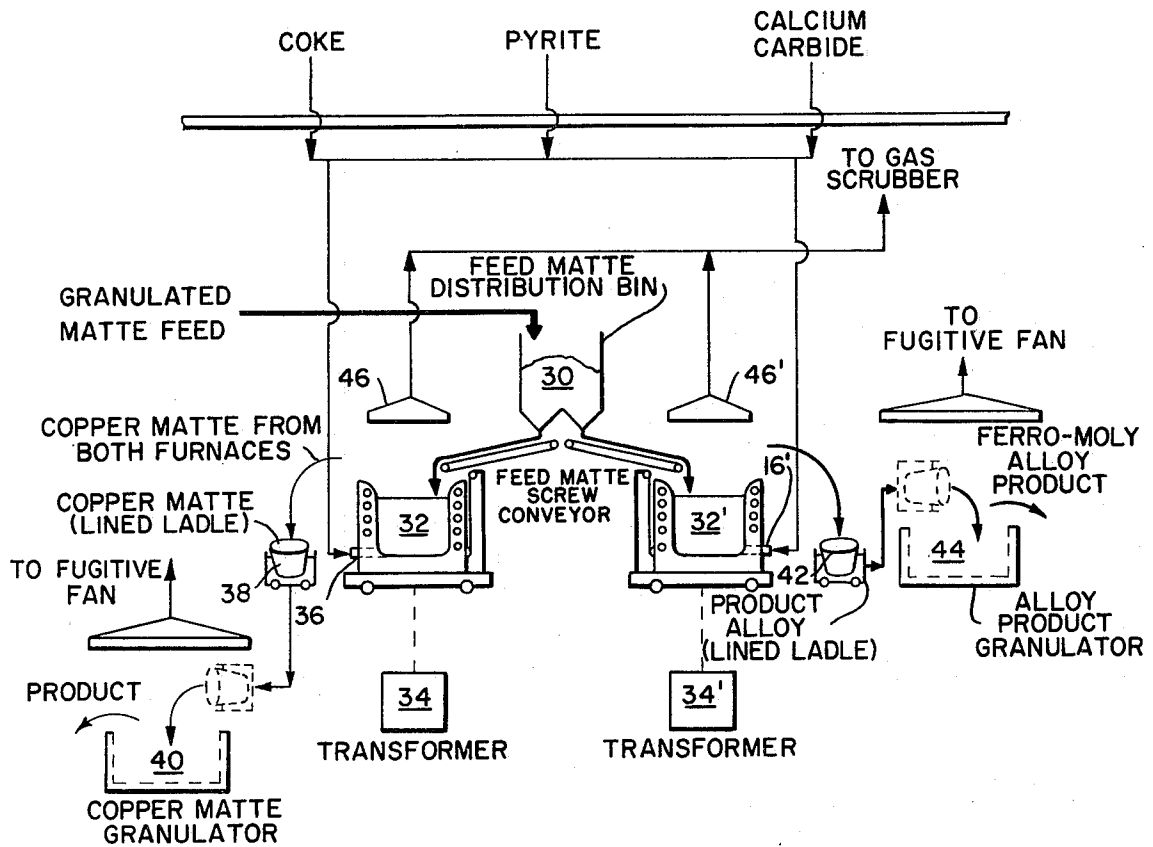 COKE
PYRITE
CALCIUM
CARBIDE
TO GAS
SCRUBBER
FEED MATTE
DISTRIBUTION BIN
GRANULATED
MATTE FEED
TO
FUGITIVE FAN
30
46
46'
COPPER MATTE FROM
BOTH FURNACES
FERRO-MOLY
ALLOY
PRODUCT
FEED MATTE
SCREW
CONVEYOR
16'
COPPER MATTE
(LINED LADLE)
32
32'
44
TO FUGITIVE
FAN
38
36
42
PRODUCT
ALLOY
(LINED LADLE)
ALLOY
PRODUCT
GRANULATOR
PRODUCT
34
34'
TRANSFORMER
TRANSFORMER
40
COPPER MATTE
GRANULATOR